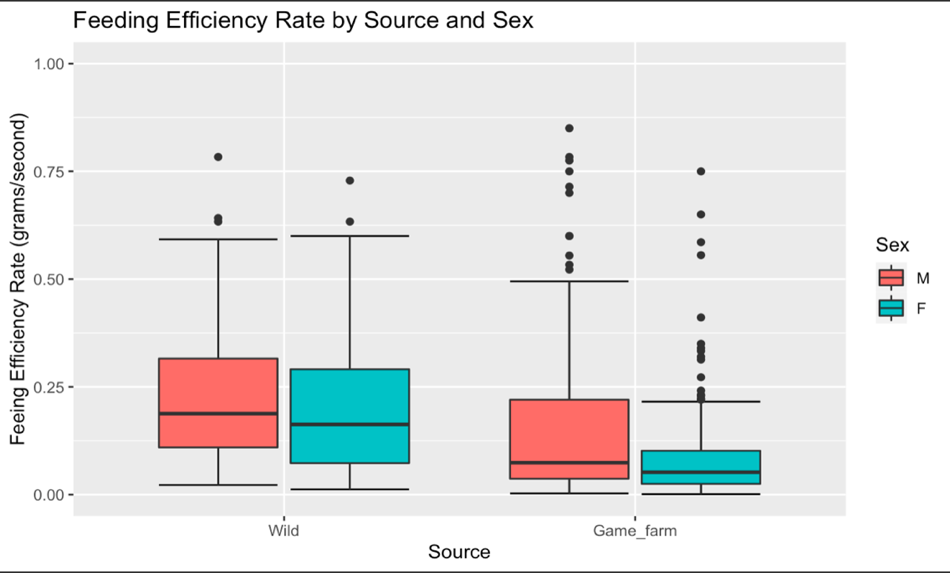 Feeding Efficiency Rate by Source and Sex
Feeing Efficiency Rate (grams/second)
1.00
0.75
0.50
0.25
0.00
Wild
Game_farm
Source
Sex
M
F